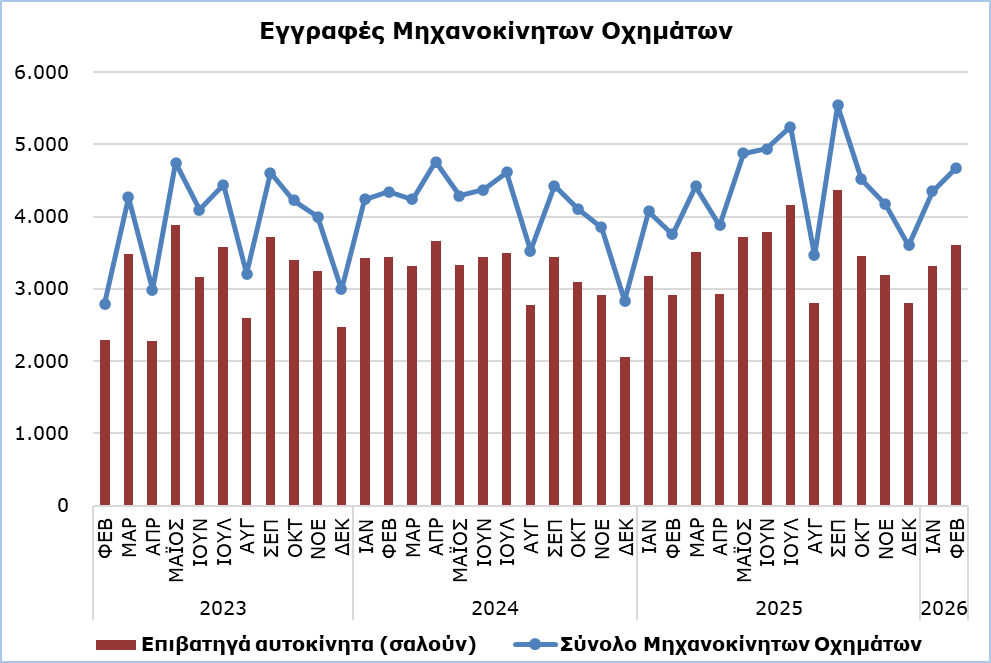 Εγγραφές Μηχανοκίνητων Οχημάτων
6.000
5.000
4.000
3.000
2.000
1.000
0
ΦΕΒ ΜΑΡ ΑΠΡ ΜΑΪΟΣ ΙΟΥΝ ΙΟΥΛ ΑΥΓ ΣΕΠ ΟΚΤ ΝΟΕ ΔΕΚ ΙΑΝ ΦΕΒ ΜΑΡ ΑΠΡ ΜΑΪΟΣ ΙΟΥΝ ΙΟΥΛ ΑΥΓ ΣΕΠ ΟΚΤ ΝΟΕ ΔΕΚ ΙΑΝ ΦΕΒ ΜΑΡ ΑΠΡ ΜΑΪΟΣ ΙΟΥΝ ΙΟΥΛ ΑΥΓ ΣΕΠ ΟΚΤ ΝΟΕ ΔΕΚ ΙΑΝ ΦΕΒ
2023 2024 2025 2026
Επιβατηγά αυτοκίνητα (σαλούν) Σύνολο Μηχανοκίνητων Οχημάτων